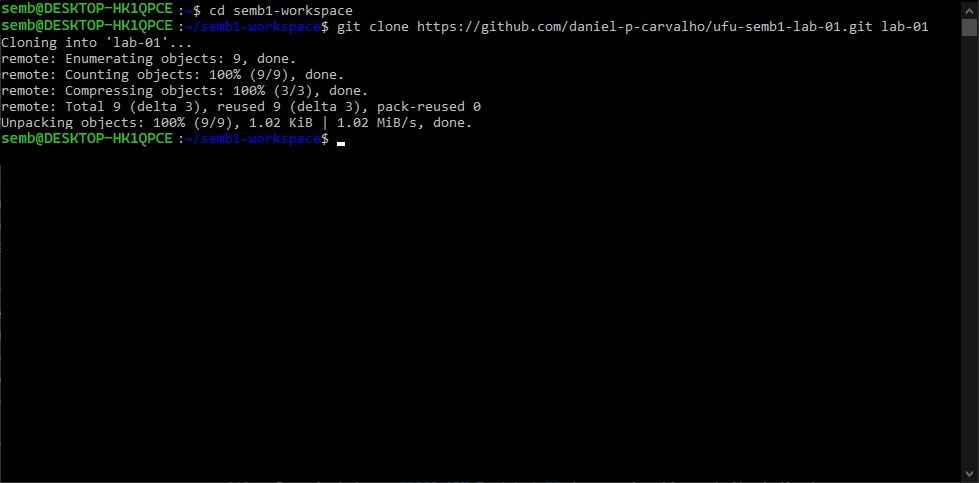 semb@DESKTOP-HK1QPCE:~$ cd semb1-workspace
semb@DESKTOP-HK1QPCE:~/semb1-workspace$ git clone https://github.com/daniel-p-carvalho/ufu-semb1-lab-01.git lab-01
Cloning into 'lab-01'...
remote: Enumerating objects: 9, done.
remote: Counting objects: 100% (9/9), done.
remote: Compressing objects: 100% (3/3), done.
remote: Total 9 (delta 3), reused 9 (delta 3), pack-reused 0
Unpacking objects: 100% (9/9), 1.02 KiB | 1.02 MiB/s, done.
semb@DESKTOP-HK1QPCE:~/semb1-workspace$